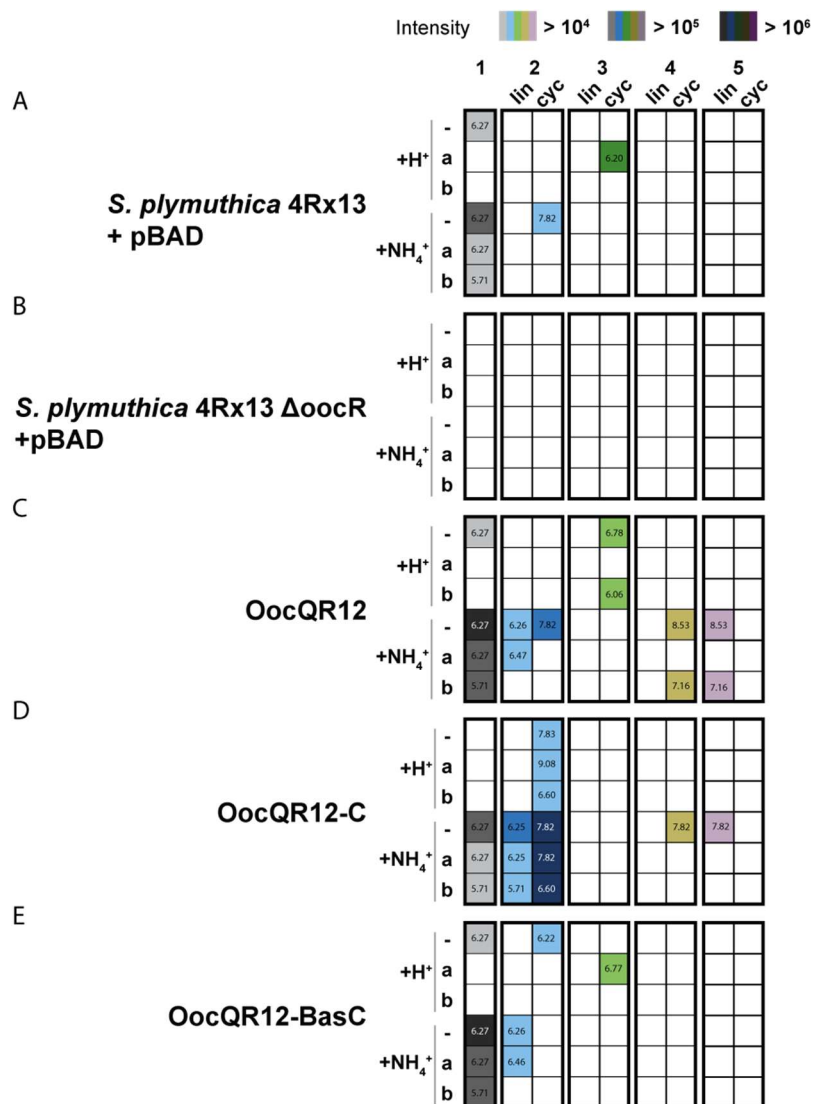 Intensity > 10⁴ > 10⁵ > 10⁶
1 2 3 4 5
lin cyc lin cyc lin cyc lin cyc
A
S. plymuthica 4Rx13
+ pBAD
+H⁺
- 6.27
a 6.20
b
+NH₄⁺
- 6.27 7.82
a 6.27
b 5.71
B
S. plymuthica 4Rx13 ΔoocR
+pBAD
+H⁺
-
a
b
+NH₄⁺
-
a
b
C
OocQR12
+H⁺
- 6.27 6.78
a
b 6.06
+NH₄⁺
- 6.27 6.26 7.82 8.53 8.53
a 6.27 6.47
b 5.71 7.16 7.16
D
OocQR12-C
+H⁺
- 7.83
a 9.08
b 6.60
+NH₄⁺
- 6.27 6.25 7.82 7.82 7.82
a 6.27 6.25 7.82
b 5.71 5.71 6.60
E
OocQR12-BasC
+H⁺
- 6.27 6.22
a 6.77
b
+NH₄⁺
- 6.27 6.26
a 6.27 6.46
b 5.71